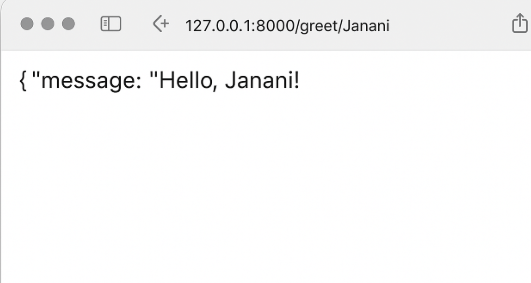 127.0.0.1:8000/greet/Janani
{ "message: "Hello, Janani!